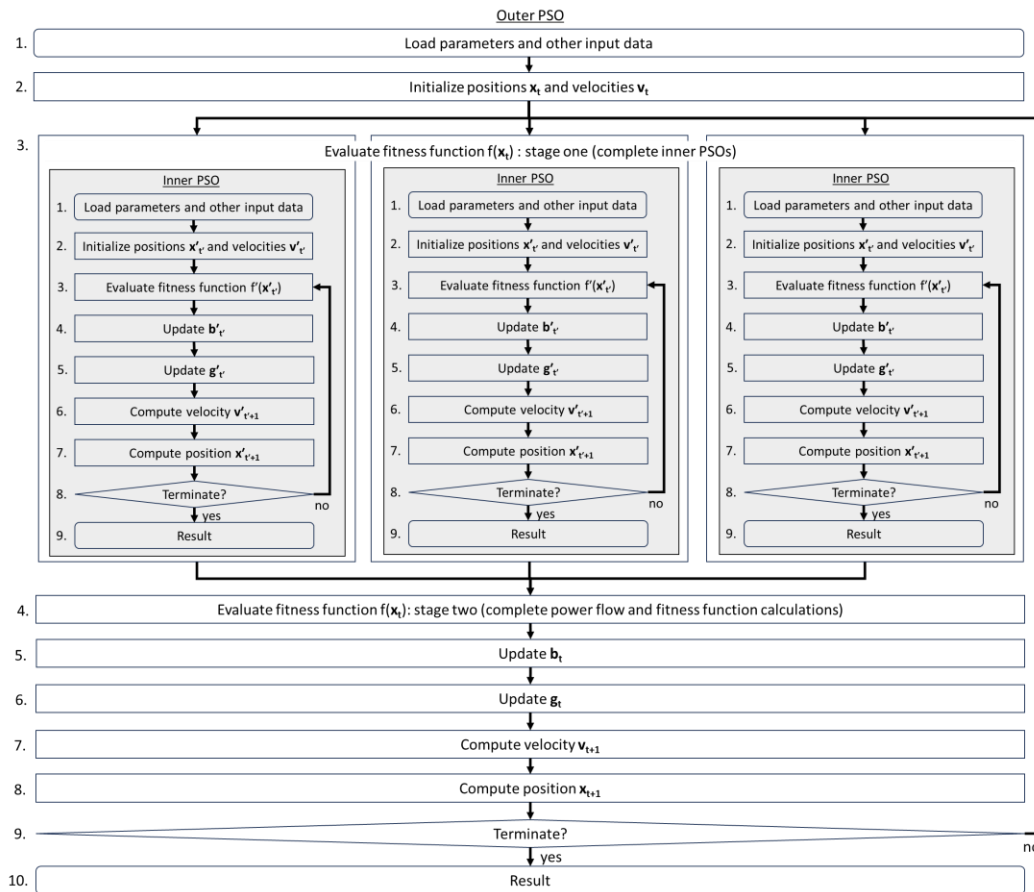 Outer PSO
1. Load parameters and other input data
2. Initialize positions xₜ and velocities vₜ
3. Evaluate fitness function f(xₜ) : stage one (complete inner PSOs)
Inner PSO
1. Load parameters and other input data
2. Initialize positions x'ₜ' and velocities v'ₜ'
3. Evaluate fitness function f'(x'ₜ')
4. Update b'ₜ'
5. Update g'ₜ'
6. Compute velocity v'ₜ'₊₁
7. Compute position x'ₜ'₊₁
8. Terminate?
no
yes
9. Result
Inner PSO
1. Load parameters and other input data
2. Initialize positions x'ₜ' and velocities v'ₜ'
3. Evaluate fitness function f'(x'ₜ')
4. Update b'ₜ'
5. Update g'ₜ'
6. Compute velocity v'ₜ'₊₁
7. Compute position x'ₜ'₊₁
8. Terminate?
no
yes
9. Result
Inner PSO
1. Load parameters and other input data
2. Initialize positions x'ₜ' and velocities v'ₜ'
3. Evaluate fitness function f'(x'ₜ')
4. Update b'ₜ'
5. Update g'ₜ'
6. Compute velocity v'ₜ'₊₁
7. Compute position x'ₜ'₊₁
8. Terminate?
no
yes
9. Result
4. Evaluate fitness function f(xₜ): stage two (complete power flow and fitness function calculations)
5. Update bₜ
6. Update gₜ
7. Compute velocity vₜ₊₁
8. Compute position xₜ₊₁
9. Terminate?
no
yes
10. Result